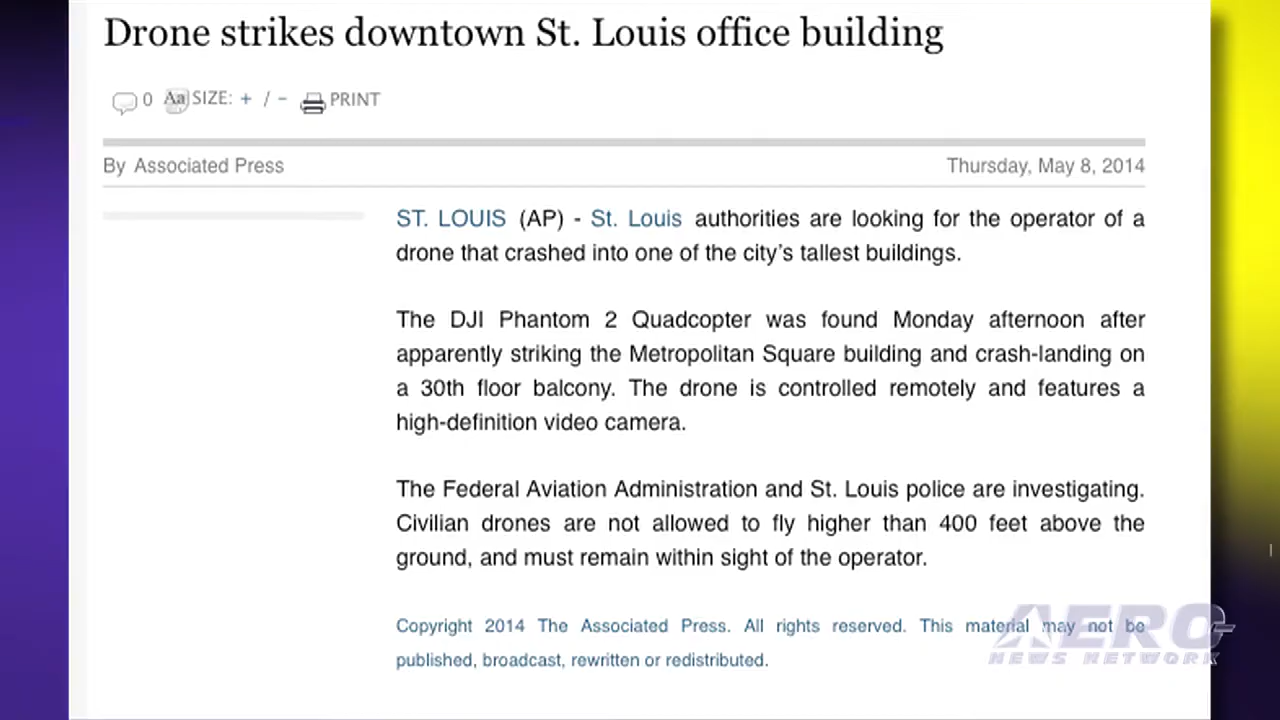 Drone strikes downtown St. Louis office building
0 Aa SIZE: + / - PRINT
By Associated Press Thursday, May 8, 2014
ST. LOUIS (AP) - St. Louis authorities are looking for the operator of a
drone that crashed into one of the city's tallest buildings.
The DJI Phantom 2 Quadcopter was found Monday afternoon after
apparently striking the Metropolitan Square building and crash-landing on
a 30th floor balcony. The drone is controlled remotely and features a
high-definition video camera.
The Federal Aviation Administration and St. Louis police are investigating.
Civilian drones are not allowed to fly higher than 400 feet above the
ground, and must remain within sight of the operator.
Copyright 2014 The Associated Press. All rights reserved. This material may not be
published, broadcast, rewritten or redistributed.
AERO
NEWS NETWORK